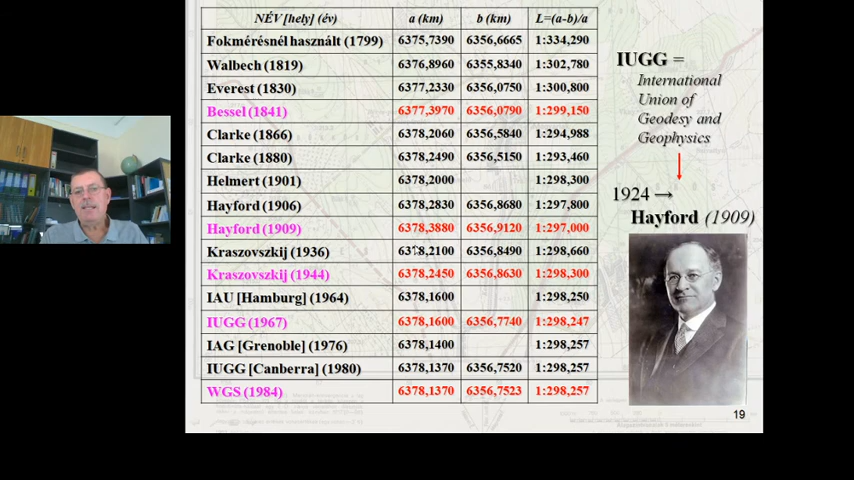 NÉV [hely] (év) a (km) b (km) L=(a-b)/a
Fokmérésnél használt (1799) 6375,7390 6356,6665 1:334,290
Walbech (1819) 6376,8960 6355,8340 1:302,780
Everest (1830) 6377,2330 6356,0750 1:300,800
Bessel (1841) 6377,3970 6356,0790 1:299,150
Clarke (1866) 6378,2060 6356,5840 1:294,988
Clarke (1880) 6378,2490 6356,5150 1:293,460
Helmert (1901) 6378,2000 1:298,300
Hayford (1906) 6378,2830 6356,8680 1:297,800
Hayford (1909) 6378,3880 6356,9120 1:297,000
Kraszovszkij (1936) 6378,2100 6356,8490 1:298,660
Kraszovszkij (1944) 6378,2450 6356,8630 1:298,300
IAU [Hamburg] (1964) 6378,1600 1:298,250
IUGG (1967) 6378,1600 6356,7740 1:298,247
IAG [Grenoble] (1976) 6378,1400 1:298,257
IUGG [Canberra] (1980) 6378,1370 6356,7520 1:298,257
WGS (1984) 6378,1370 6356,7523 1:298,257
IUGG =
International
Union of
Geodesy and
Geophysics
1924 →
Hayford (1909)
19